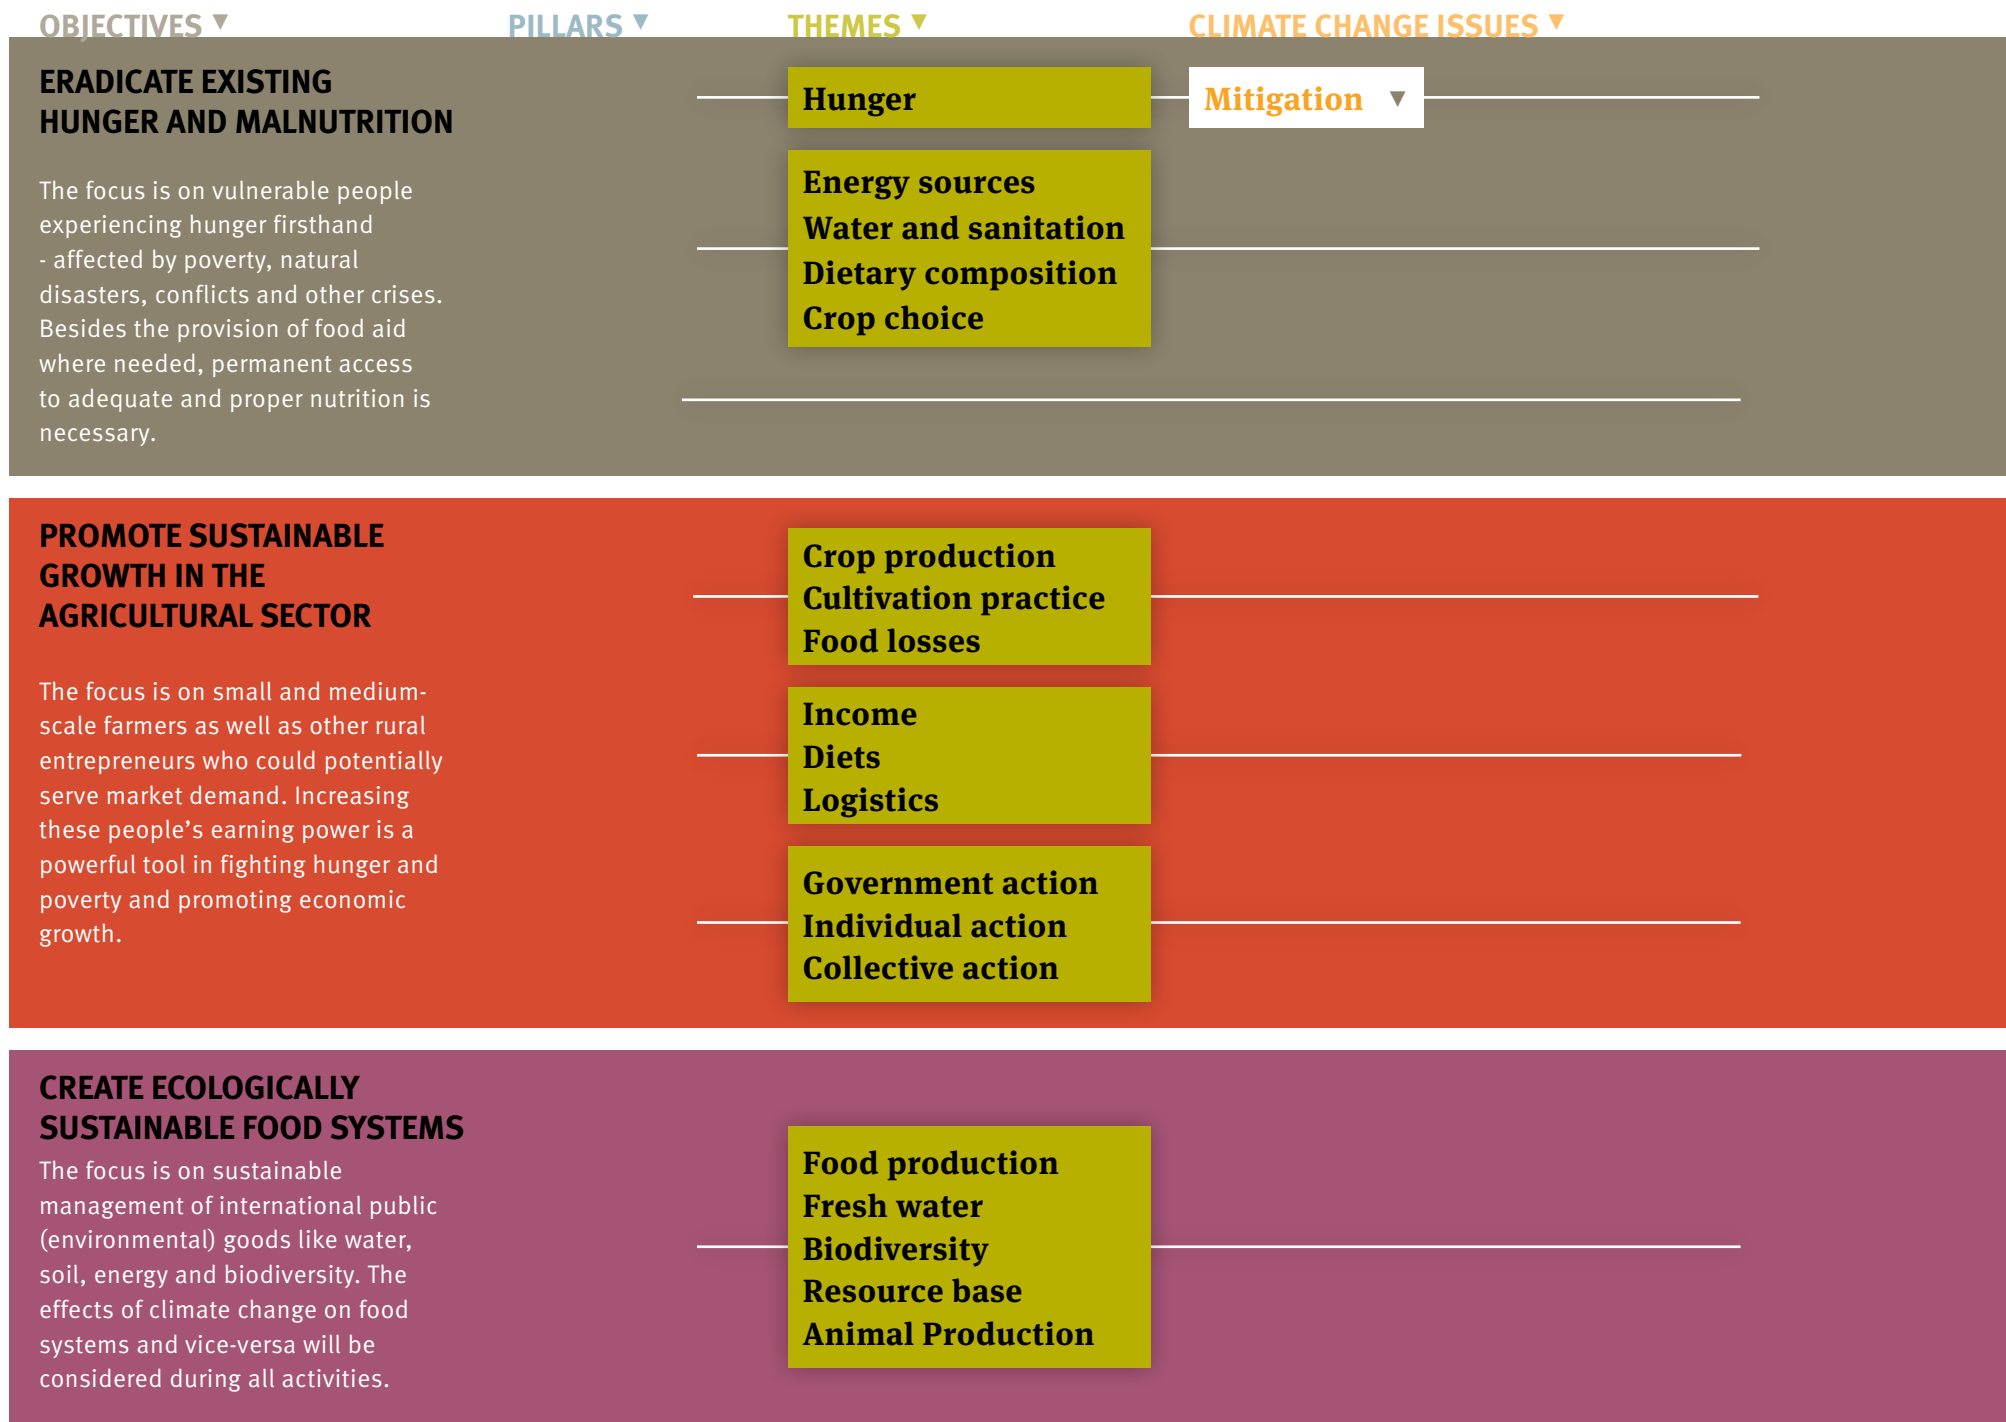 OBJECTIVES ▼ PILLARS ▼ THEMES ▼ CLIMATE CHANGE ISSUES ▼
ERADICATE EXISTING
HUNGER AND MALNUTRITION
The focus is on vulnerable people
experiencing hunger firsthand
- affected by poverty, natural
disasters, conflicts and other crises.
Besides the provision of food aid
where needed, permanent access
to adequate and proper nutrition is
necessary.
Hunger
Mitigation ▼
Energy sources
Water and sanitation
Dietary composition
Crop choice
PROMOTE SUSTAINABLE
GROWTH IN THE
AGRICULTURAL SECTOR
The focus is on small and medium-
scale farmers as well as other rural
entrepreneurs who could potentially
serve market demand. Increasing
these people's earning power is a
powerful tool in fighting hunger and
poverty and promoting economic
growth.
Crop production
Cultivation practice
Food losses
Income
Diets
Logistics
Government action
Individual action
Collective action
CREATE ECOLOGICALLY
SUSTAINABLE FOOD SYSTEMS
The focus is on sustainable
management of international public
(environmental) goods like water,
soil, energy and biodiversity. The
effects of climate change on food
systems and vice-versa will be
considered during all activities.
Food production
Fresh water
Biodiversity
Resource base
Animal Production